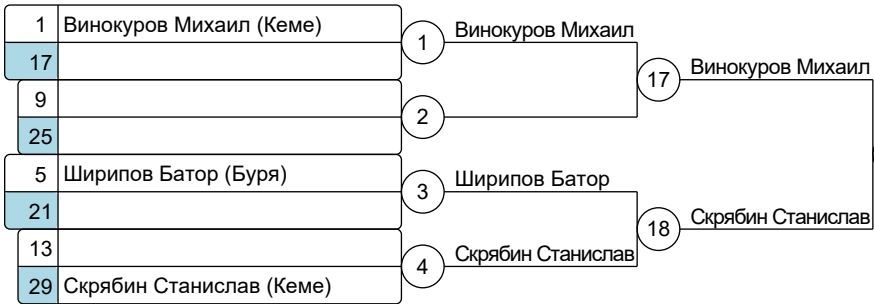 1 Винокуров Михаил (Кеме)
17
9
25
5 Ширипов Батор (Буря)
21
13
29 Скрябин Станислав (Кеме)
1 Винокуров Михаил
2
3 Ширипов Батор
4 Скрябин Станислав
17 Винокуров Михаил
18 Скрябин Станислав